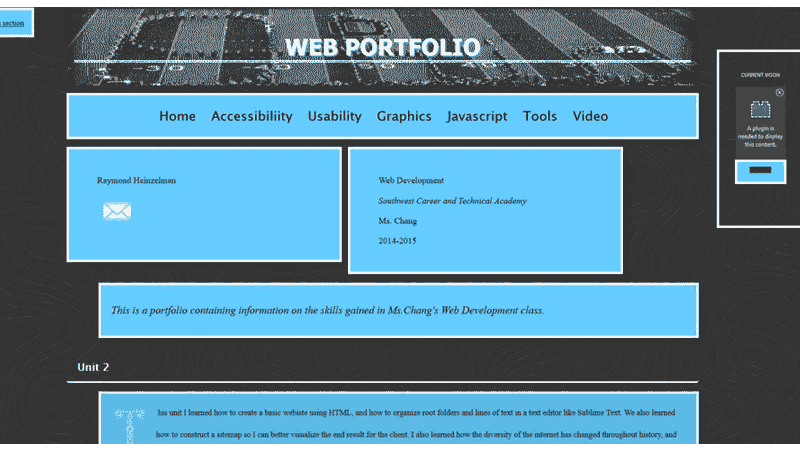 section
WEB PORTFOLIO
CURRENT MOON
A plugin is
needed to display
this content.
Home Accessibiliity Usability Graphics Javascript Tools Video
Raymond Heinzelman
Web Development
Southwest Career and Technical Academy
Ms. Chang
2014-2015
This is a portfolio containing information on the skills gained in Ms.Chang's Web Development class.
Unit 2
T his unit I learned how to create a basic webiste using HTML, and how to organize root folders and lines of text in a text editor like Sublime Text. We also learned
how to construct a sitemap so I can better visualize the end result for the client. I also learned how the diversity of the internet has changed throughout history, and